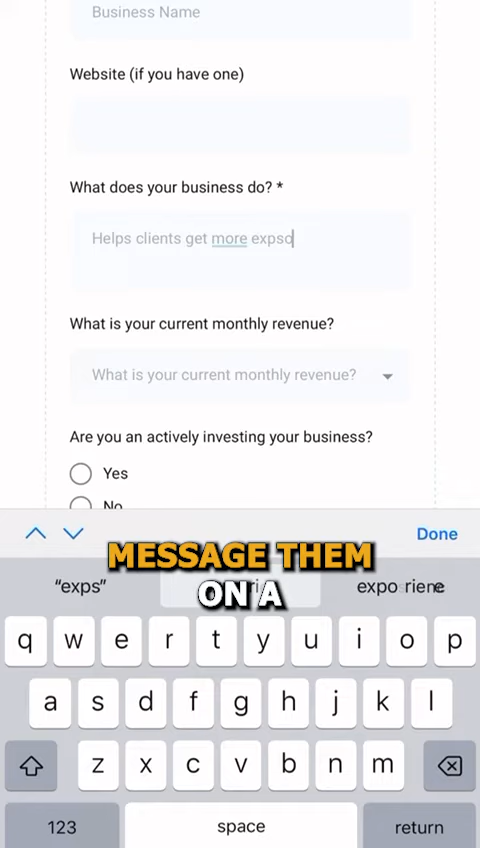 Business Name
Website (if you have one)
What does your business do? *
Helps clients get more expso
What is your current monthly revenue?
What is your current monthly revenue?
Are you an actively investing your business?
Yes
No
Done
MESSAGE THEM
ON A
“exps”
expo
q w e r t y u i o p
a s d f g h j k l
z x c v b n m
123 space return